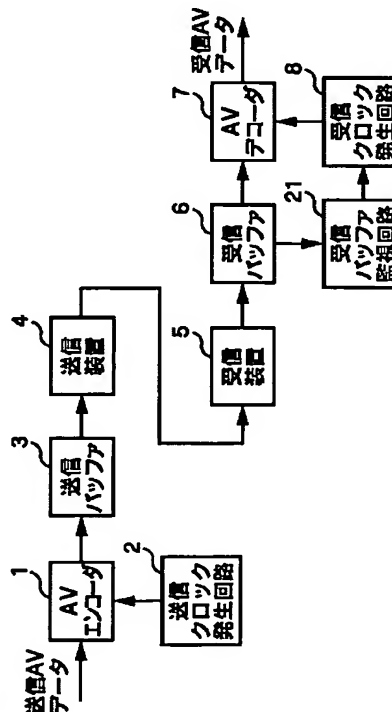 送信AV
データ
1
AV
エンコーダ
2
送信
クロック
発生回路
3
送信
バッファ
4
送信
装置
5
受信
装置
6
受信
バッファ
21
受信
バッファ
監視回路
7
AV
デコーダ
受信AV
データ
8
受信
クロック
発生回路